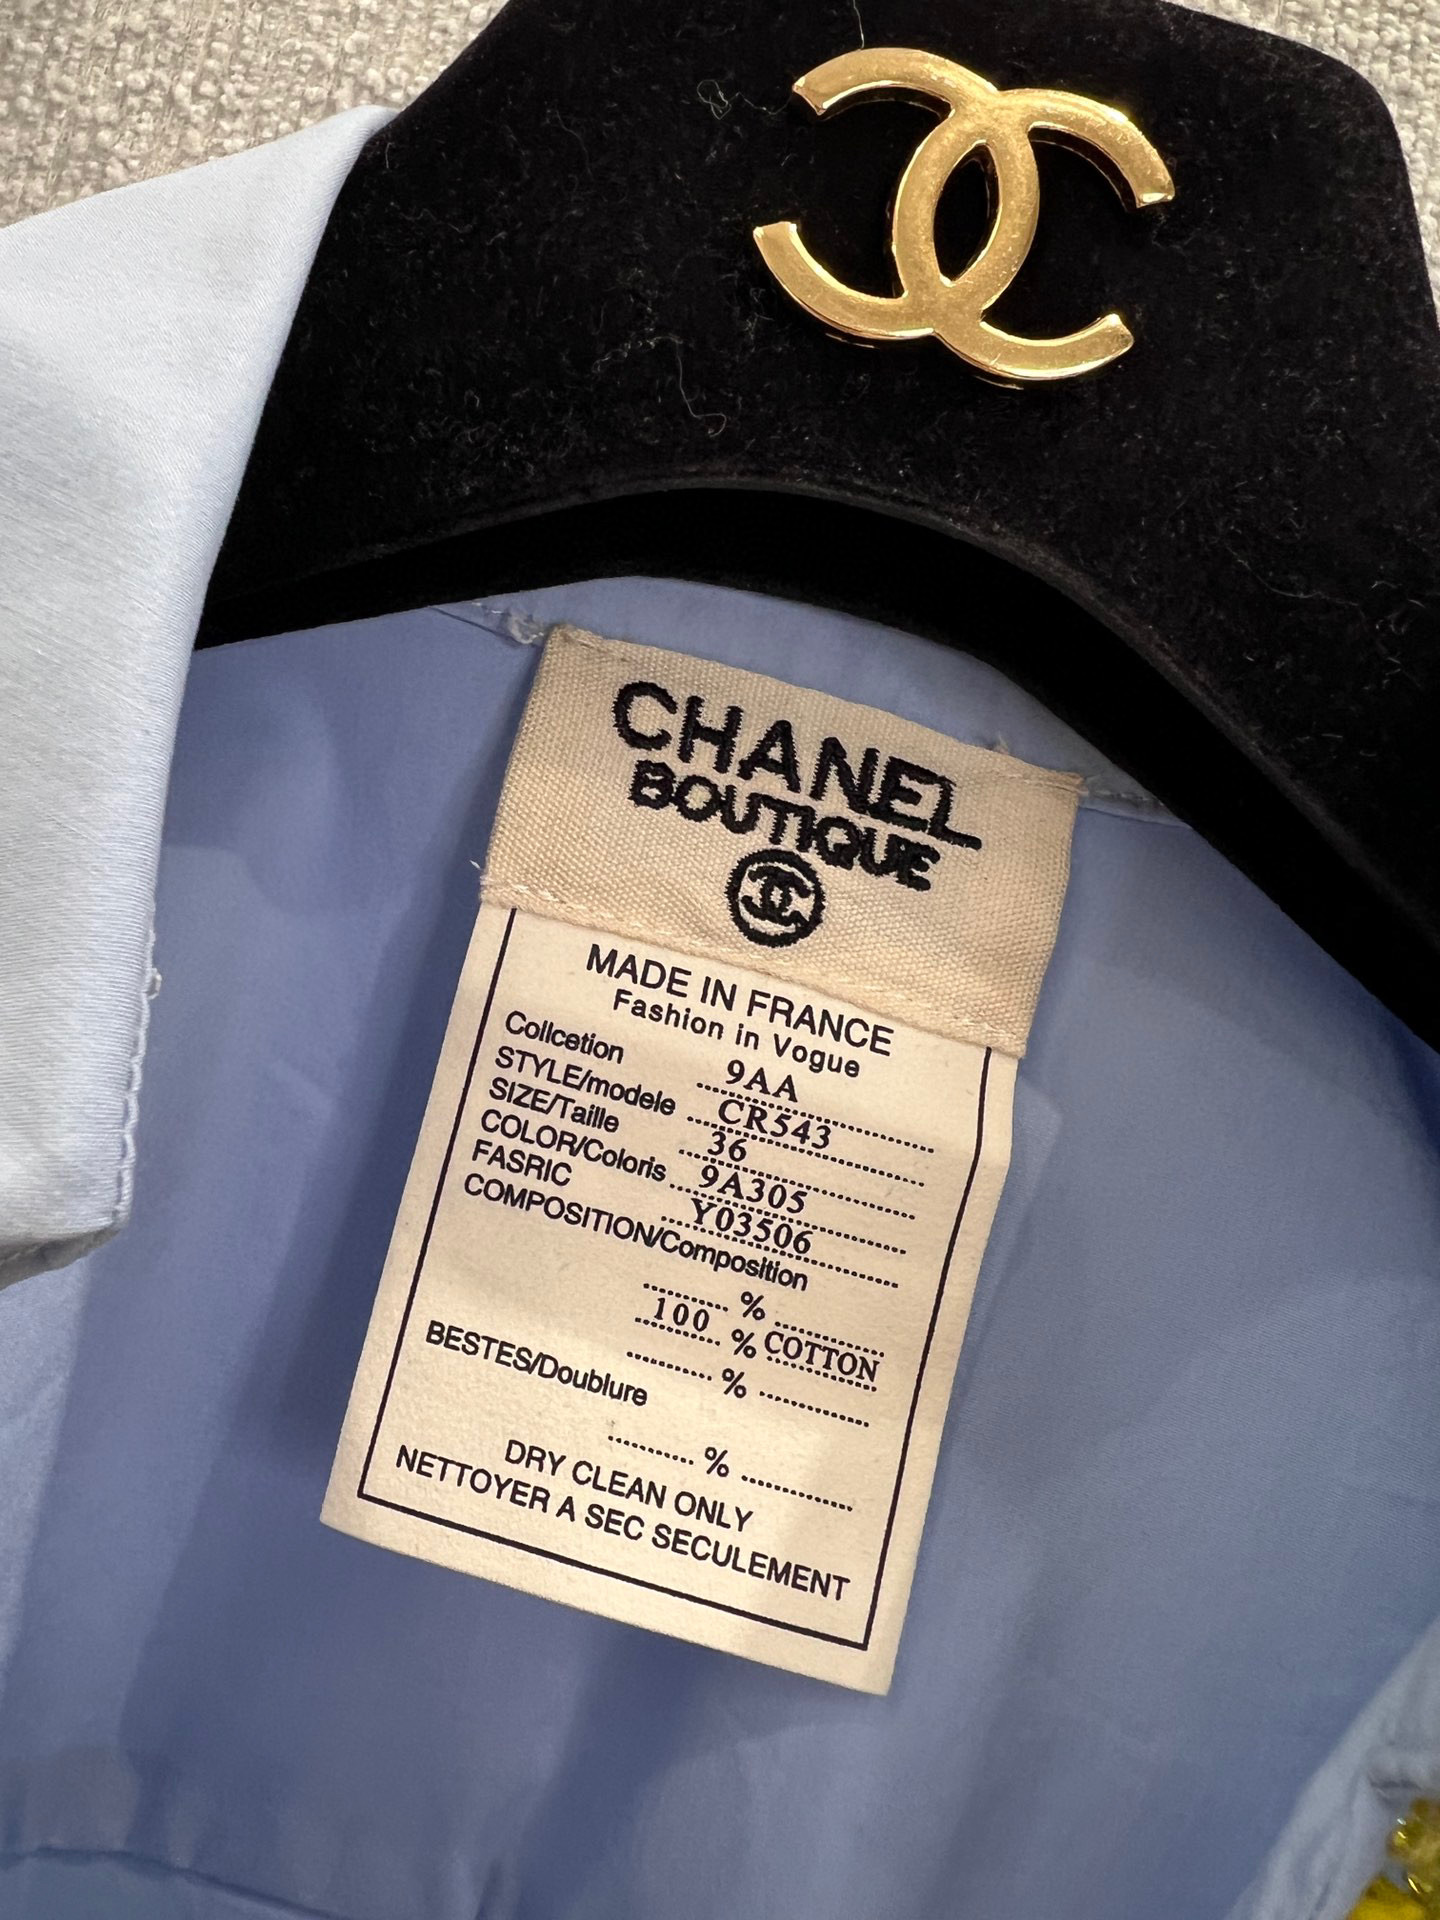 CHANEL
BOUTIQUE
MADE IN FRANCE
Fashion in Vogue
Collcetion 9AA
STYLE/modele CR543
SIZE/Taille 36
COLOR/Coloris 9A305
FASRIC Y03506
COMPOSITION/Composition
.......... % ..............
100 % COTTON
.......... % ..............
BESTES/Doublure
.......... % ..............
DRY CLEAN ONLY
NETTOYER A SEC SECULEMENT